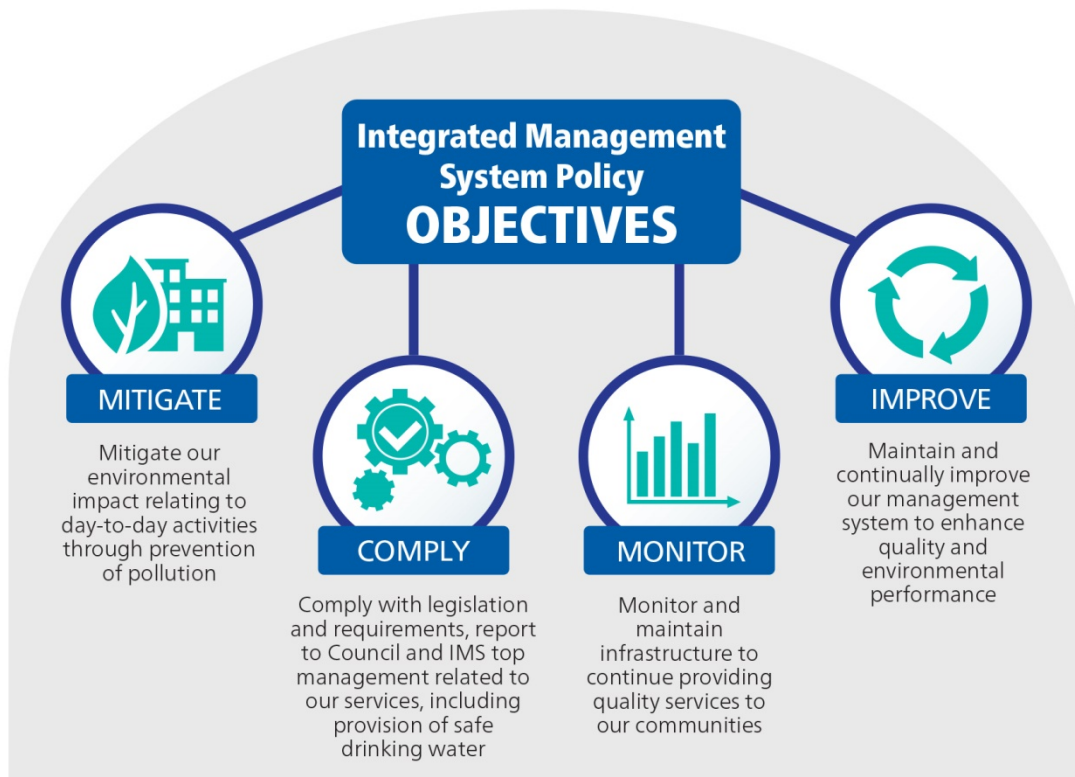 Integrated Management
System Policy
OBJECTIVES
MITIGATE
Mitigate our
environmental
impact relating to
day-to-day activities
through prevention
of pollution
COMPLY
Comply with legislation
and requirements, report
to Council and IMS top
management related to
our services, including
provision of safe
drinking water
MONITOR
Monitor and
maintain
infrastructure to
continue providing
quality services to
our communities
IMPROVE
Maintain and
continually improve
our management
system to enhance
quality and
environmental
performance